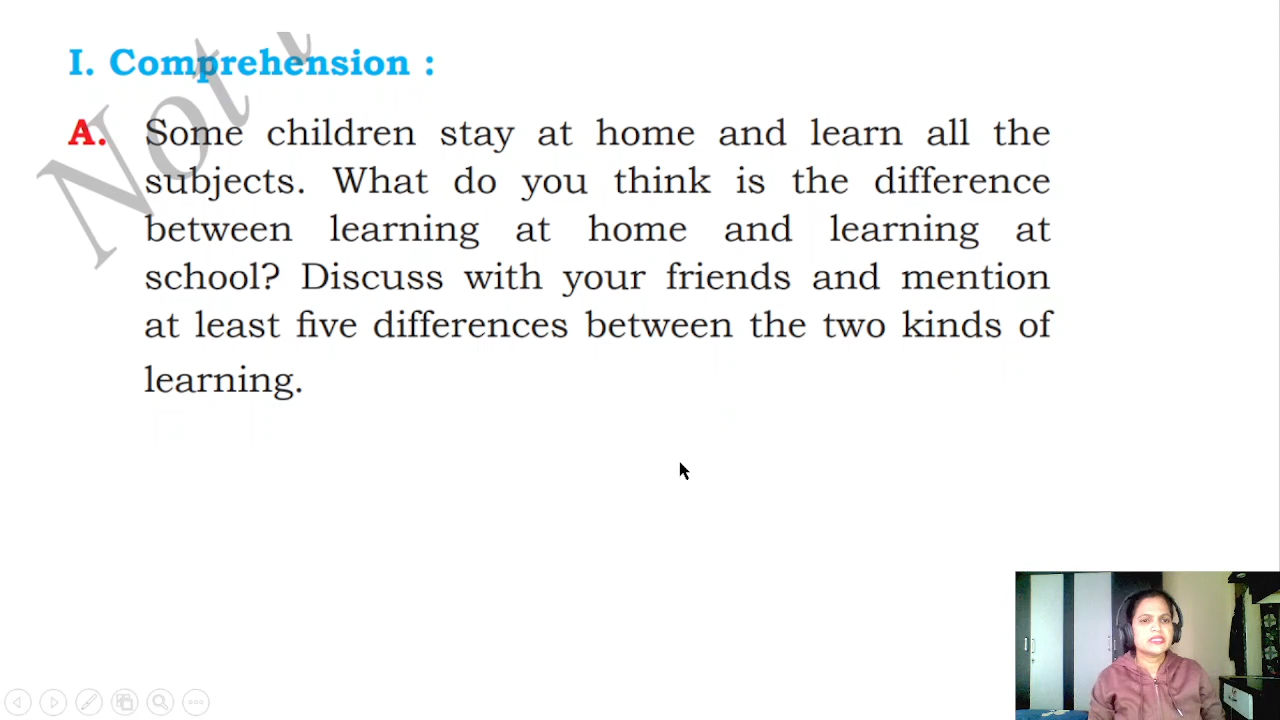 I. Comprehension :
A. Some children stay at home and learn all the
subjects. What do you think is the difference
between learning at home and learning at
school? Discuss with your friends and mention
at least five differences between the two kinds of
learning.
Not